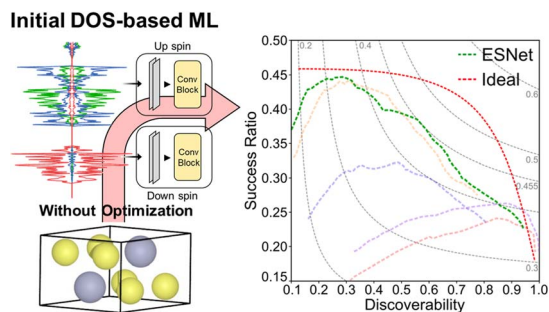 Initial DOS-based ML
Up spin
Conv
Block
Conv
Block
Down spin
Without Optimization
0.50
0.45
0.40
0.35
0.30
0.25
0.20
0.15
Success Ratio
0.2
0.4
0.6
0.5
0.455
0.3
ESNet
Ideal
0.1 0.2 0.3 0.4 0.5 0.6 0.7 0.8 0.9 1.0
Discoverability